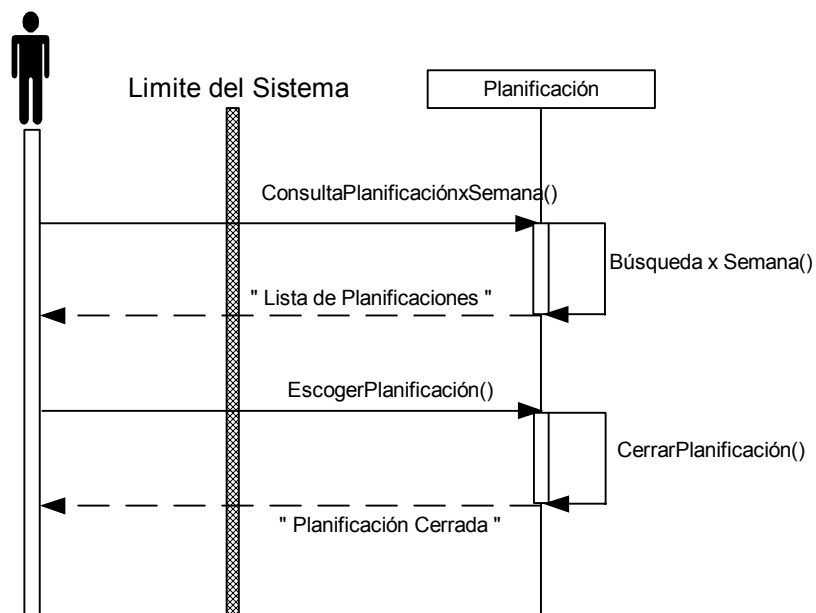 Limite del Sistema
Planificación
ConsultaPlanificaciónxSemana()
Búsqueda x Semana()
" Lista de Planificaciones "
EscogerPlanificación()
CerrarPlanificación()
" Planificación Cerrada "